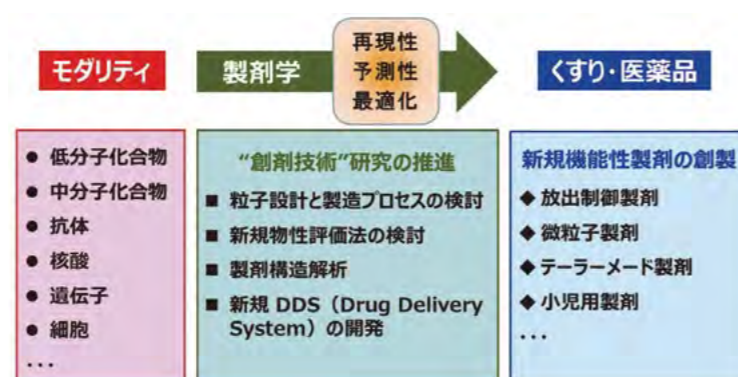 モダリティ
製剤学
再現性
予測性
最適化
くすり・医薬品
● 低分子化合物
● 中分子化合物
● 抗体
● 核酸
● 遺伝子
● 細胞
...
“創剤技術”研究の推進
■ 粒子設計と製造プロセスの検討
■ 新規物性評価法の検討
■ 製剤構造解析
■ 新規 DDS（Drug Delivery
System）の開発
新規機能性製剤の創製
◆ 放出制御製剤
◆ 微粒子製剤
◆ テーラーメード製剤
◆ 小児用製剤
...